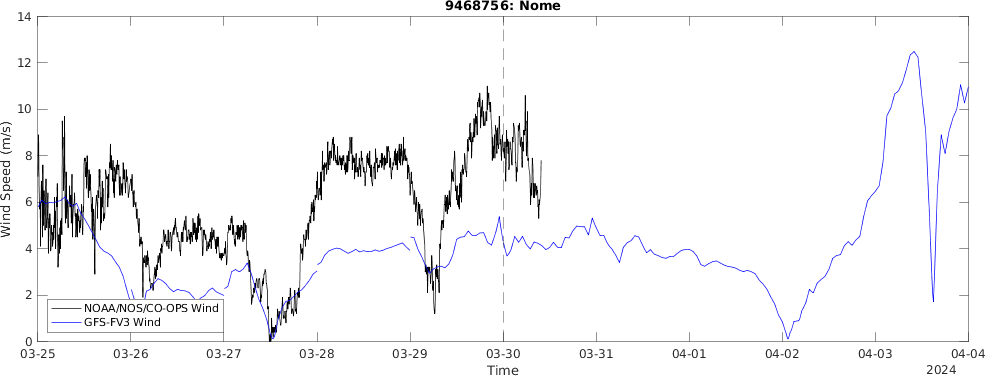 9468756: Nome
14
12
10
8
6
4
2
0
Wind Speed (m/s)
NOAA/NOS/CO-OPS Wind
GFS-FV3 Wind
03-25 03-26 03-27 03-28 03-29 03-30 03-31 04-01 04-02 04-03 04-04
Time
2024